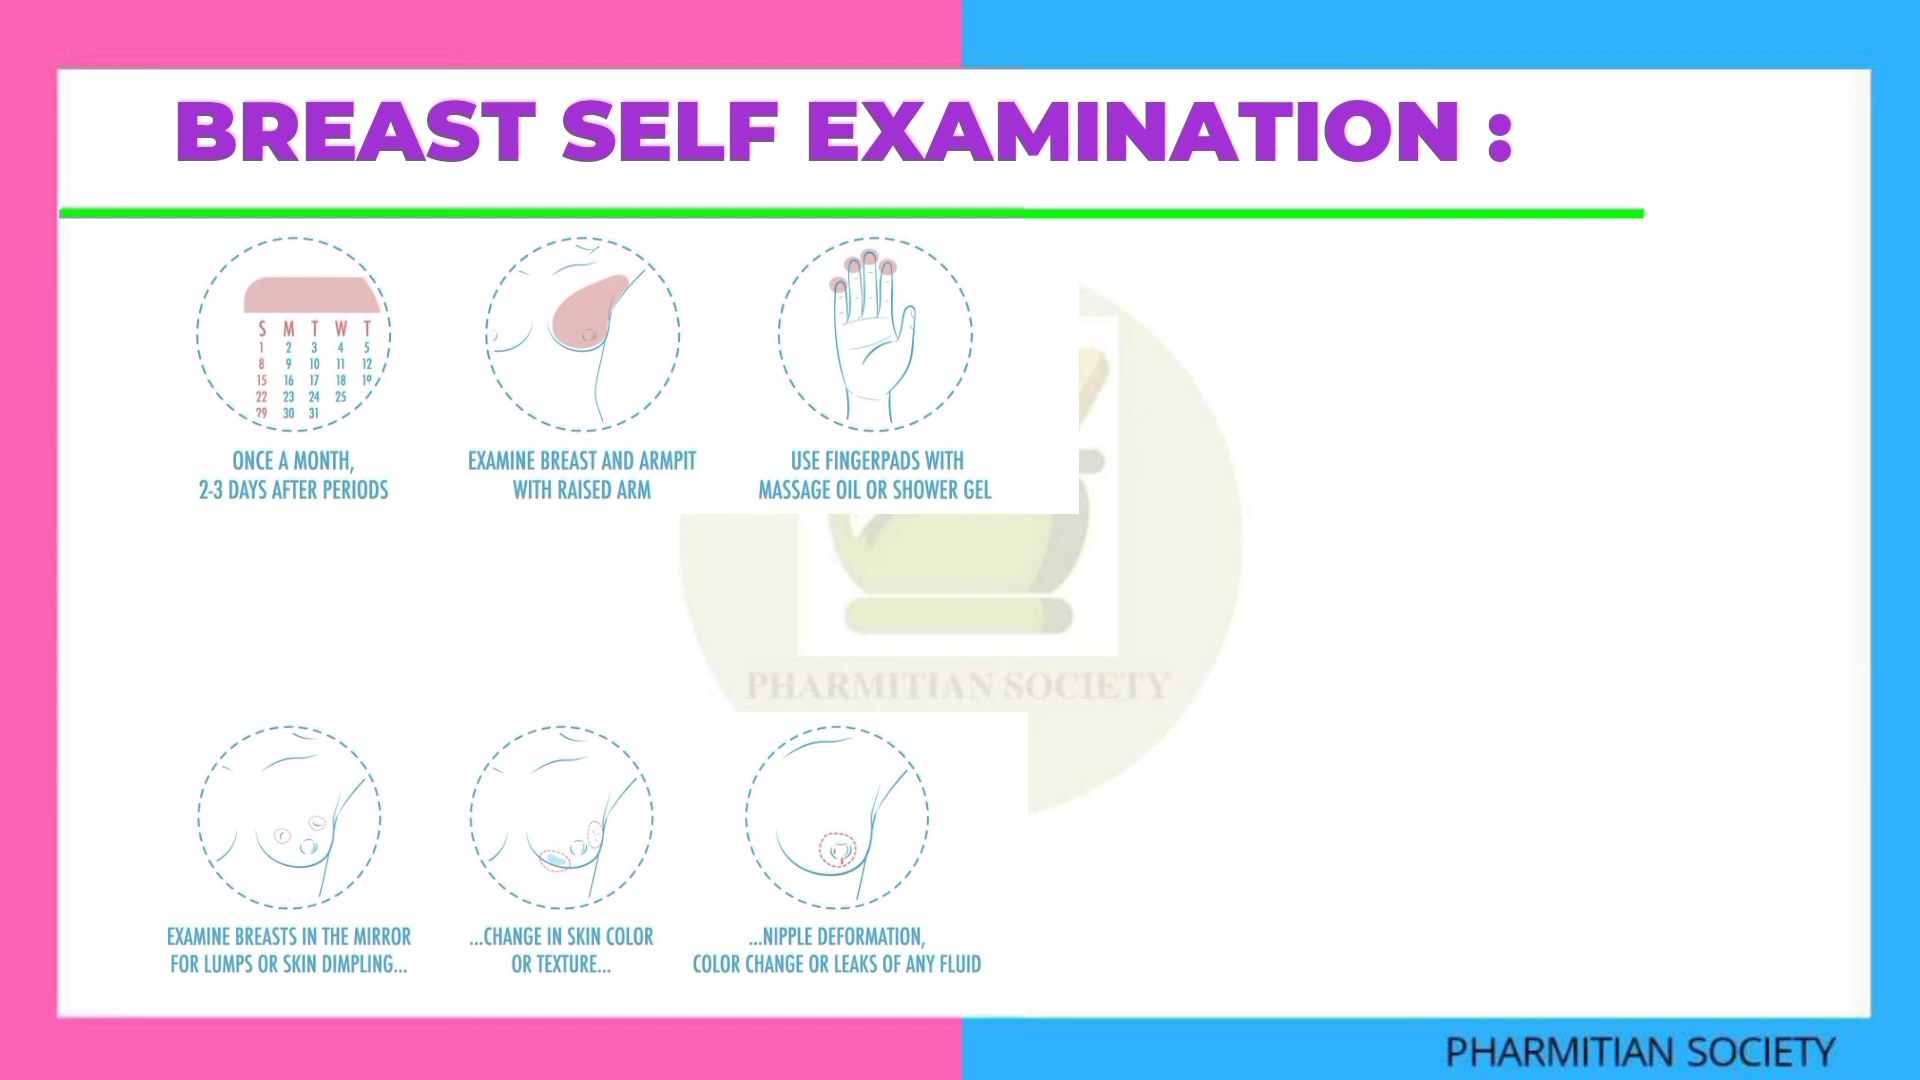 BREAST SELF EXAMINATION :
S M T W T
1 2 3 4 5
8 9 10 11 12
15 16 17 18 19
22 23 24 25
29 30 31
ONCE A MONTH,
2-3 DAYS AFTER PERIODS
EXAMINE BREAST AND ARMPIT
WITH RAISED ARM
USE FINGERPADS WITH
MASSAGE OIL OR SHOWER GEL
PHARMITIAN SOCIETY
EXAMINE BREASTS IN THE MIRROR
FOR LUMPS OR SKIN DIMPLING...
...CHANGE IN SKIN COLOR
OR TEXTURE...
...NIPPLE DEFORMATION,
COLOR CHANGE OR LEAKS OF ANY FLUID
PHARMITIAN SOCIETY